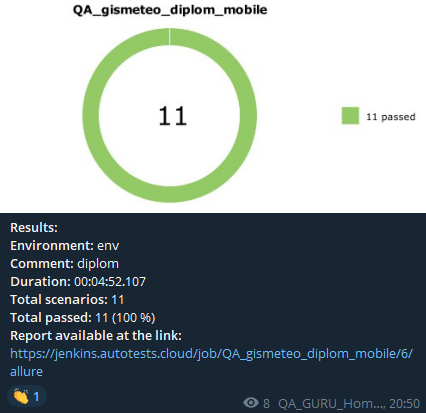 QA_gismeteo_diplom_mobile
11
11 passed
Results:
Environment: env
Comment: diplom
Duration: 00:04:52.107
Total scenarios: 11
Total passed: 11 (100 %)
Report available at the link:
https://jenkins.autotests.cloud/job/QA_gismeteo_diplom_mobile/6/
allure
1
8 QA_GURU_Hom..., 20:50